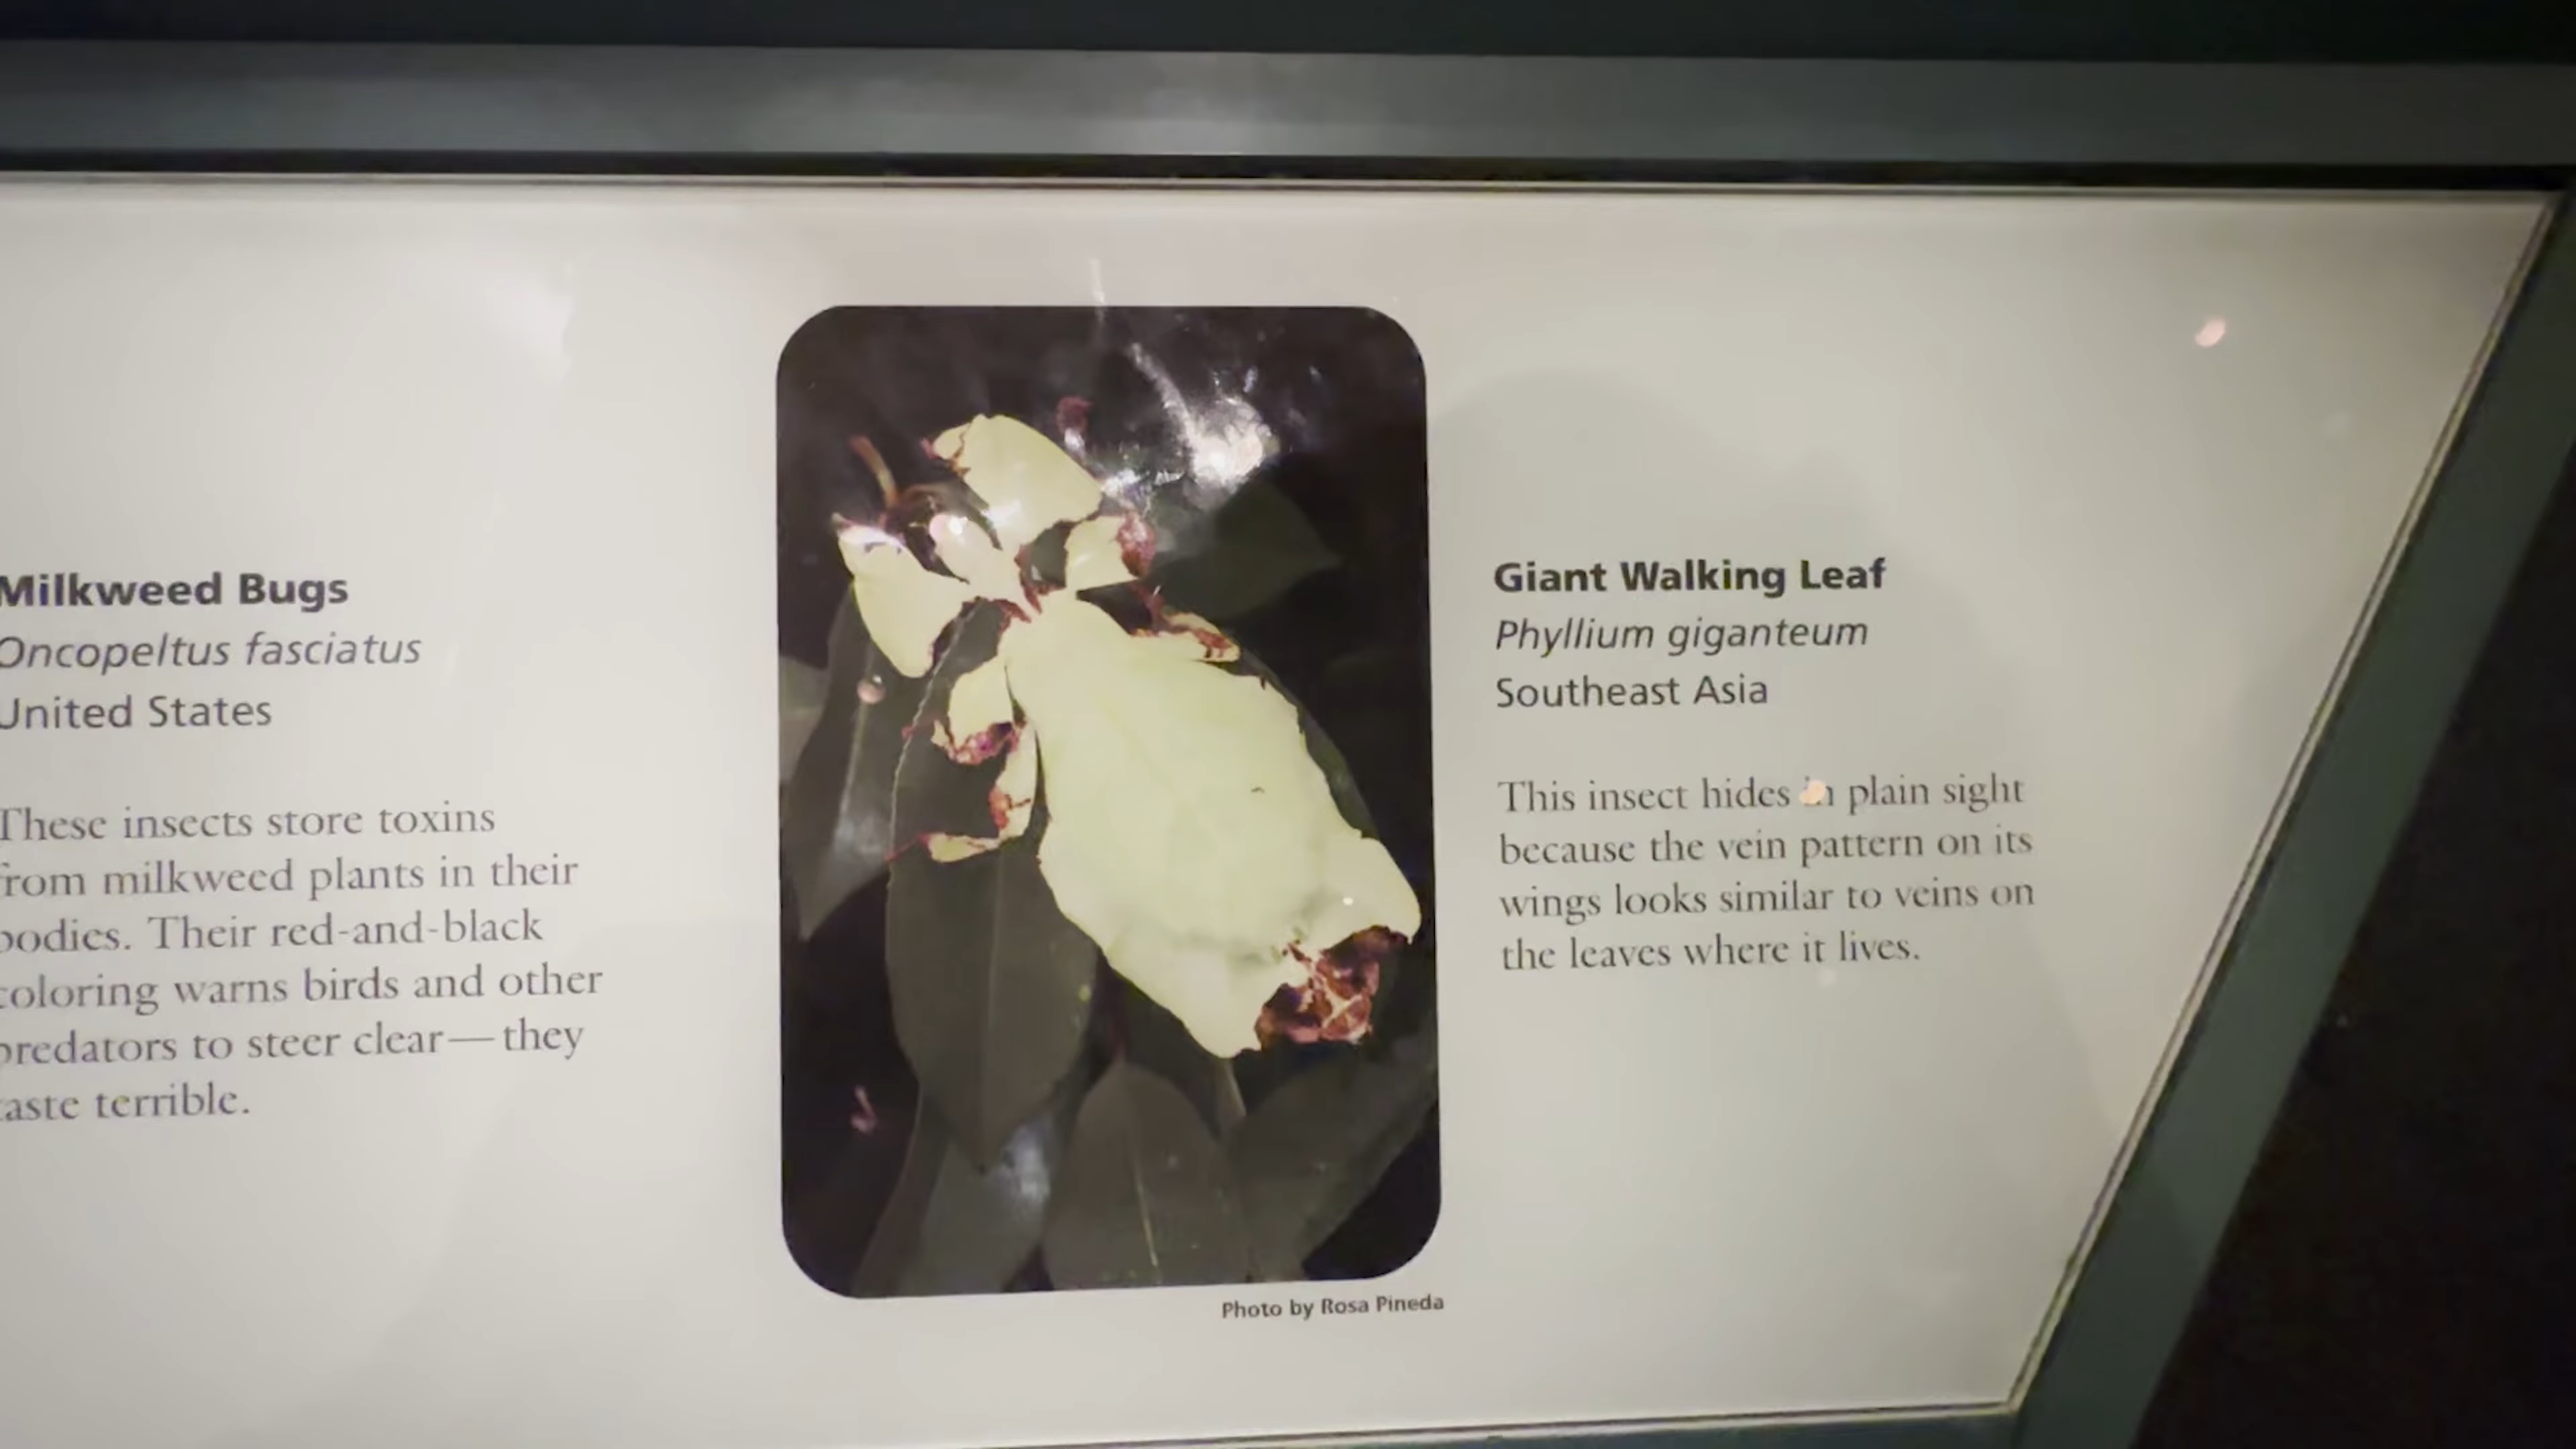 Milkweed Bugs
Oncopeltus fasciatus
United States
These insects store toxins
from milkweed plants in their
bodies. Their red-and-black
coloring warns birds and other
predators to steer clear—they
taste terrible.
Giant Walking Leaf
Phyllium giganteum
Southeast Asia
This insect hides in plain sight
because the vein pattern on its
wings looks similar to veins on
the leaves where it lives.
Photo by Rosa Pineda